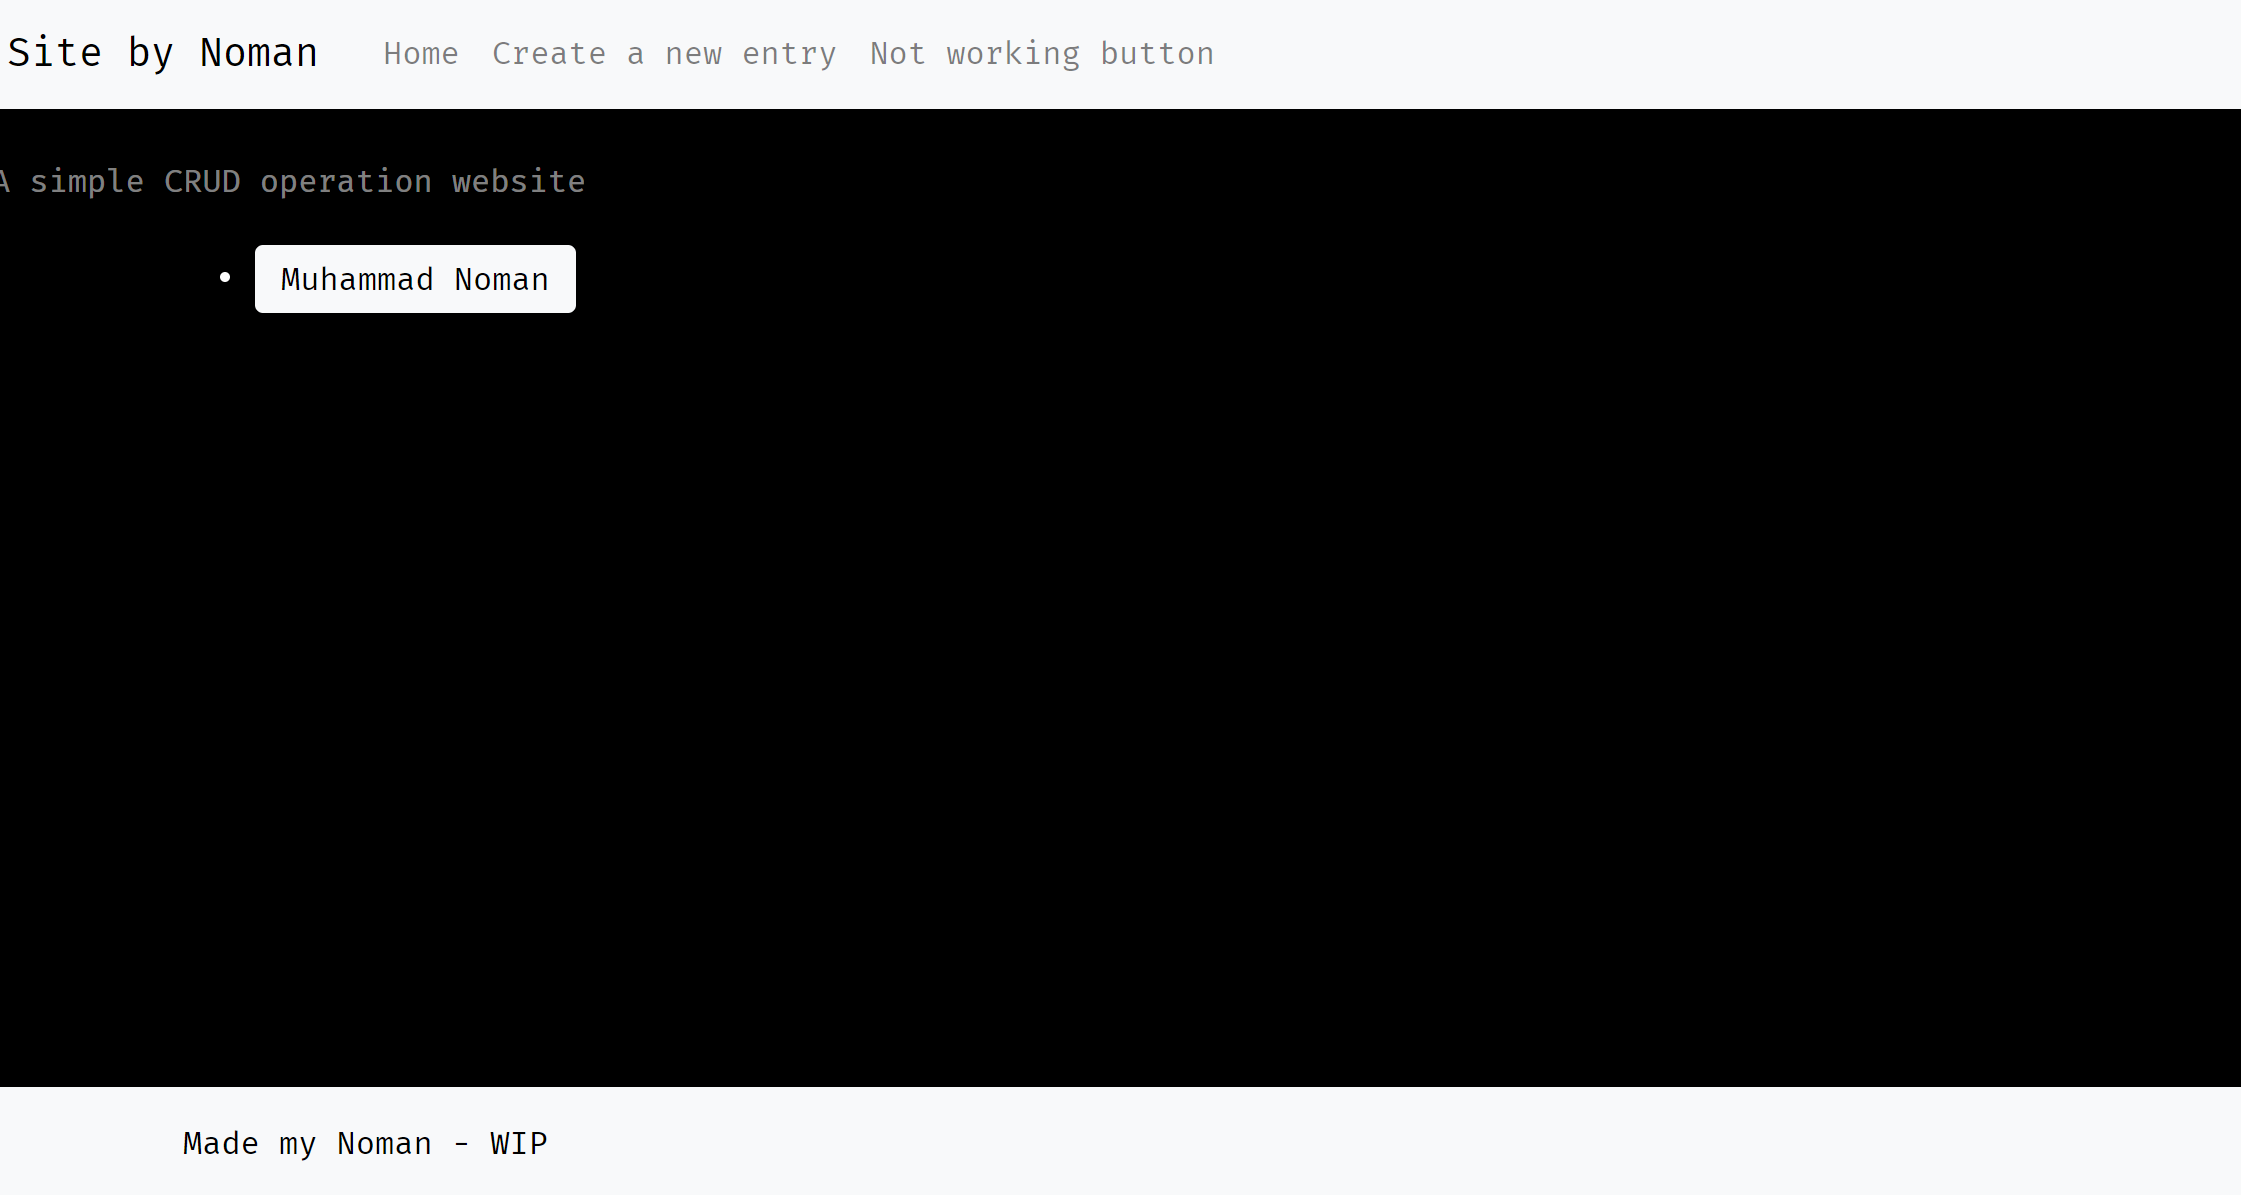 Site by Noman Home Create a new entry Not working button
A simple CRUD operation website
• Muhammad Noman
Made my Noman - WIP